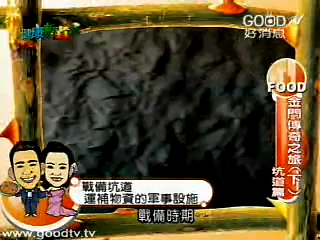 GOOD TV
好消息
FOOD
金門傳奇之旅(下)
坑道篇
戰備坑道
運補物資的軍事設施
戰備時期
www.goodtv.tv